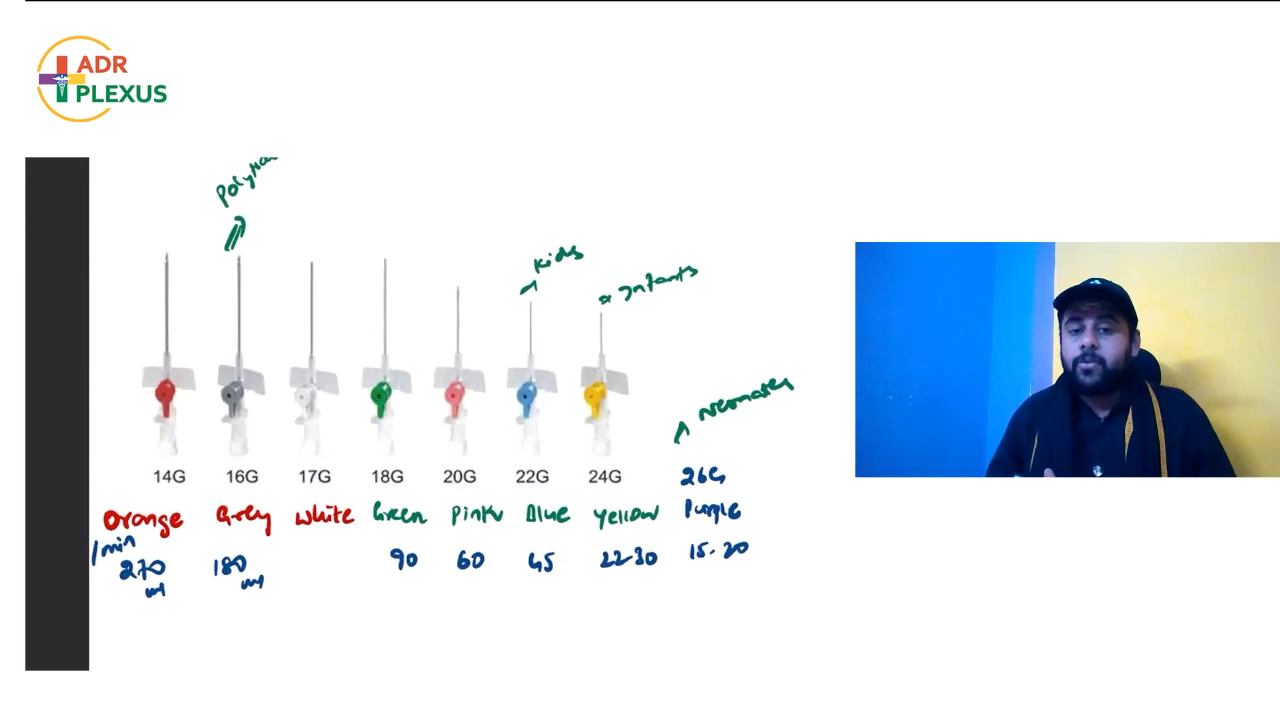 ADR
PLEXUS
Kids
Infants
Neonates
14G 16G 17G 18G 20G 22G 24G 26G
Orange Grey White Green Pink Blue Yellow Purple
/min
270 180 90 60 45 22-30 15-20
ml ml